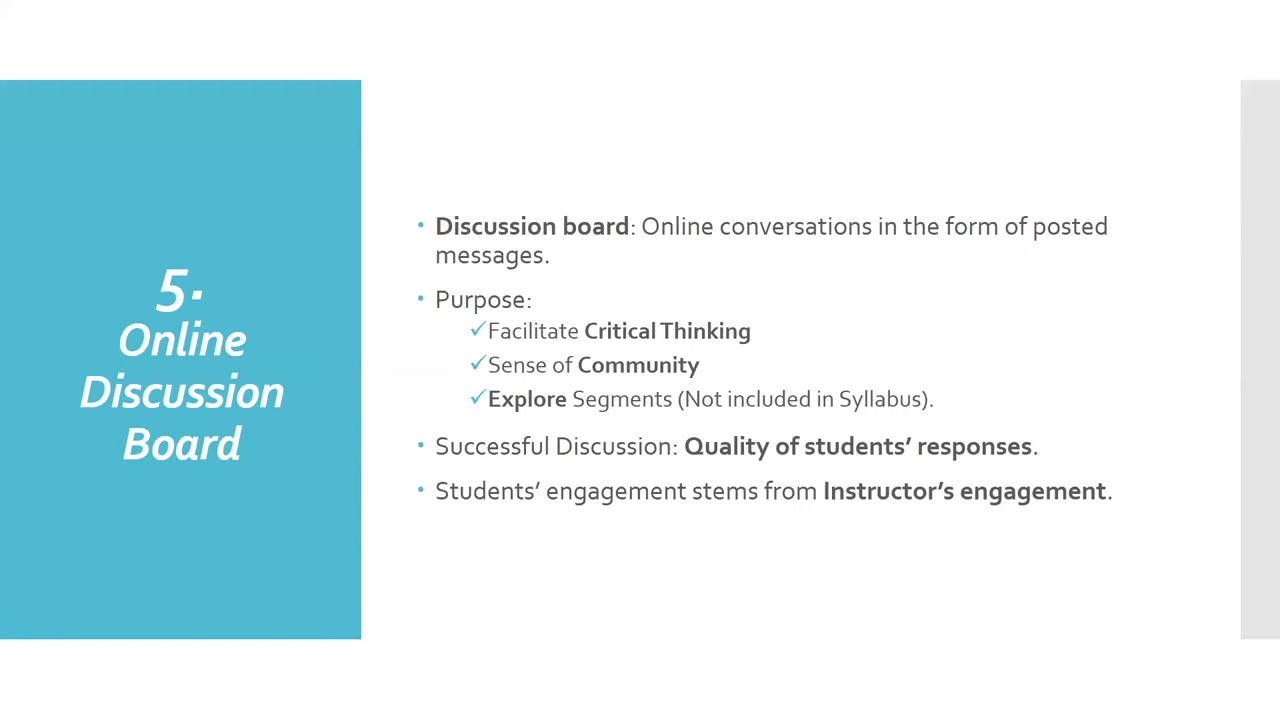 5.
Online
Discussion
Board
• Discussion board: Online conversations in the form of posted
messages.
• Purpose:
✓Facilitate Critical Thinking
✓Sense of Community
✓Explore Segments (Not included in Syllabus).
• Successful Discussion: Quality of students’ responses.
• Students’ engagement stems from Instructor’s engagement.